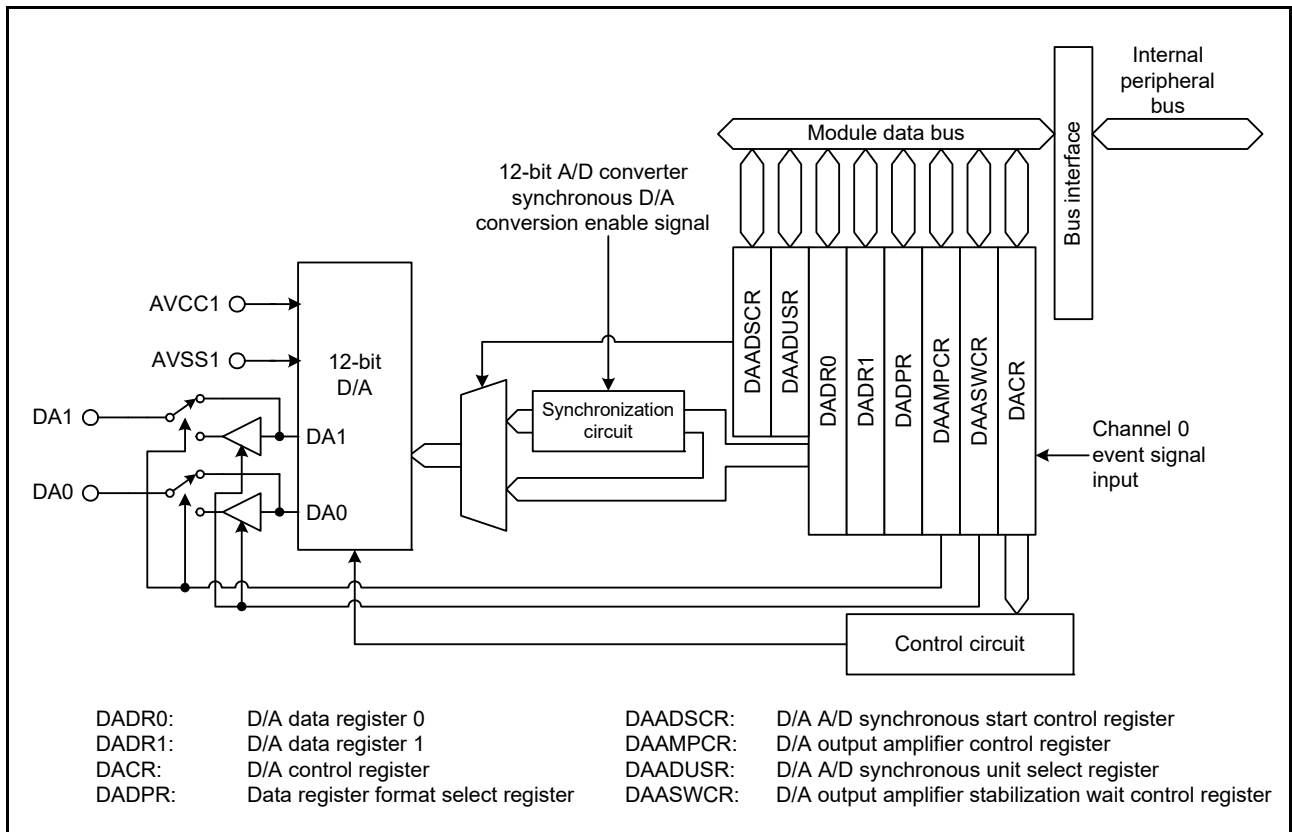 Internal
peripheral
bus
Module data bus
Bus interface
12-bit A/D converter
synchronous D/A
conversion enable signal
DAADSCR
DAADUSR
DADR0
DADR1
DADPR
DAAMPCR
DAASWCR
DACR
AVCC1
AVSS1
12-bit
D/A
Synchronization
circuit
DA1
DA1
DA0
DA0
Channel 0
event signal
input
Control circuit
DADR0: D/A data register 0
DADR1: D/A data register 1
DACR: D/A control register
DADPR: Data register format select register
DAADSCR: D/A A/D synchronous start control register
DAAMPCR: D/A output amplifier control register
DAADUSR: D/A A/D synchronous unit select register
DAASWCR: D/A output amplifier stabilization wait control register